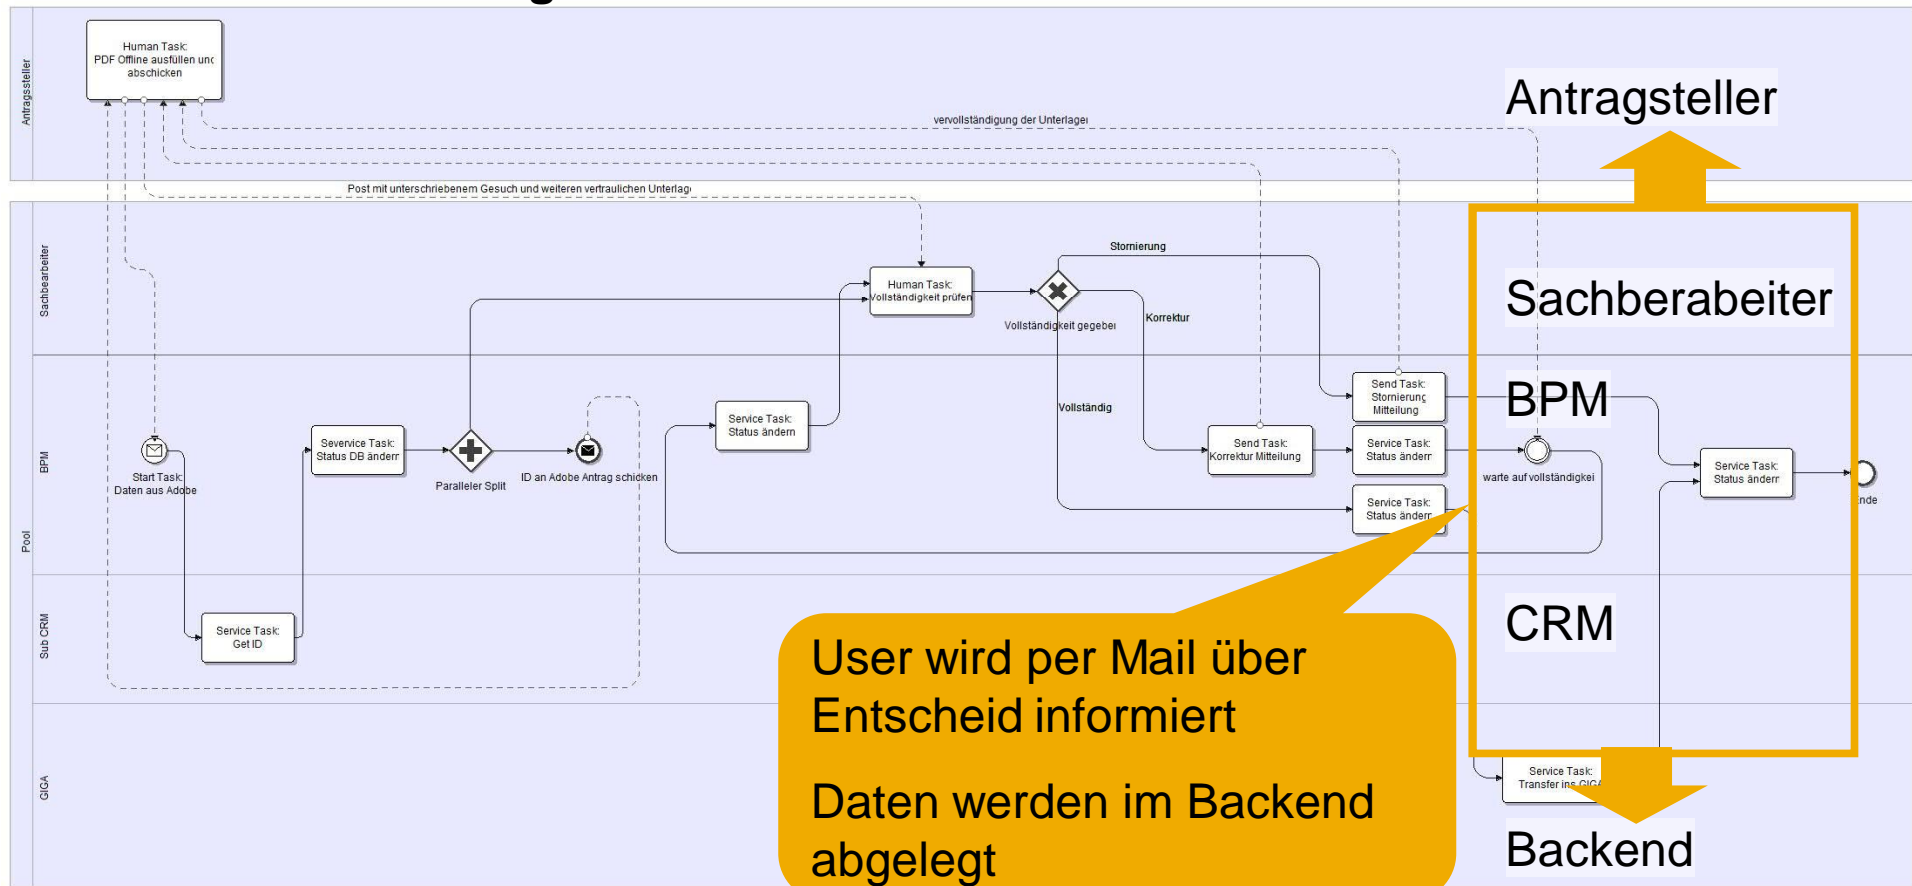 Antragssteller
Human Task:
PDF Offline ausfüllen und
abschicken
vervollständigung der Unterlagen
Antragsteller
Post mit unterschriebenem Gesuch und weiteren vertraulichen Unterlag
Pool
Sachbearbeiter
Stornierung
Human Task:
Vollständigkeit prüfen
Vollständigkeit gegeben
Korrektur
Sachberabeiter
BPM
Start Task:
Daten aus Adobe
Severvice Task:
Status DB ändern
Paralleler Split
ID an Adobe Antrag schicken
Service Task:
Status ändern
Vollständig
Send Task:
Stornierung
Mitteilung
Send Task:
Korrektur Mitteilung
Service Task:
Status ändern
Service Task:
Status ändern
BPM
warte auf vollständigkei
Service Task:
Status ändern
Ende
Sub CRM
Service Task:
Get ID
CRM
User wird per Mail über
Entscheid informiert
Daten werden im Backend
abgelegt
GIGA
Service Task:
Transfer ins GIGA
Backend